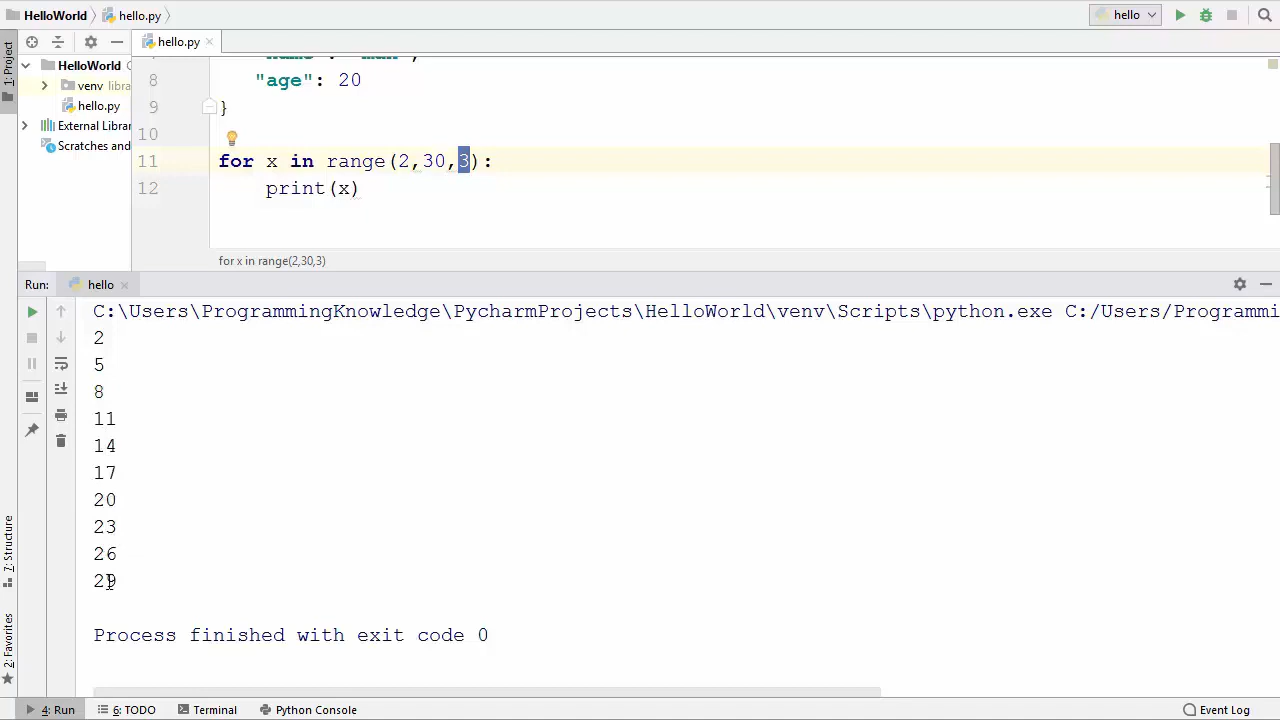 HelloWorld hello.py
hello
hello.py
1: Project
HelloWorld
venv libra
hello.py
External Librar
Scratches and
8 "age": 20
9 }
10
11 for x in range(2,30,3):
12 print(x)
for x in range(2,30,3)
Run: hello
C:\Users\ProgrammingKnowledge\PycharmProjects\HelloWorld\venv\Scripts\python.exe C:/Users/Programmi
2
5
8
11
14
17
20
23
26
29
Process finished with exit code 0
7: Structure
2: Favorites
4: Run 6: TODO Terminal Python Console Event Log